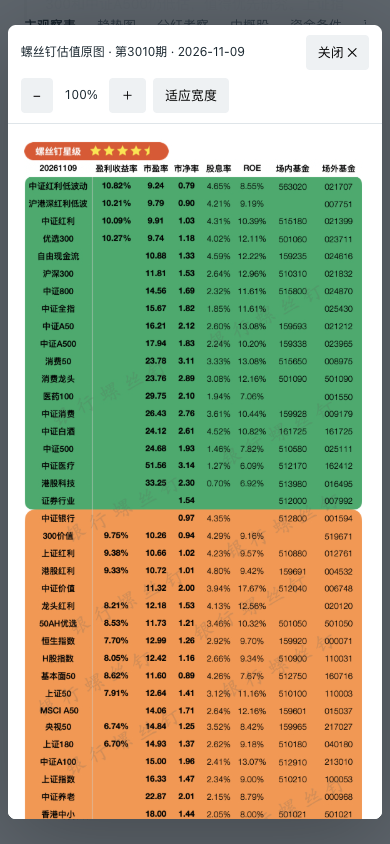 螺丝钉估值原图 · 第3010期 · 2026-11-09
关闭 ✕
− 100% + 适应宽度
螺丝钉星级
20261109 盈利收益率 市盈率 市净率 股息率 ROE 场内基金 场外基金
中证红利低波动 10.82% 9.24 0.79 4.65% 8.55% 563020 021707
沪港深红利低波 10.21% 9.79 0.90 4.21% 9.19% 007751
中证红利 10.09% 9.91 1.03 4.31% 10.39% 515180 021399
优选300 10.27% 9.74 1.18 4.02% 12.11% 501060 023711
自由现金流 10.88 1.33 4.59% 12.22% 159235 024616
沪深300 11.81 1.53 2.64% 12.96% 510310 021832
中证800 14.56 1.69 2.32% 11.61% 515800 024870
中证全指 15.67 1.82 1.85% 11.61% 025430
中证A50 16.21 2.12 2.60% 13.08% 159693 021212
中证A500 17.94 1.83 2.24% 10.20% 159338 023965
消费50 23.78 3.11 3.33% 13.08% 515650 008975
消费龙头 23.76 2.89 3.08% 12.16% 501090 501090
医药100 29.75 2.10 1.94% 7.06% 001550
中证消费 26.43 2.76 3.61% 10.44% 159928 009179
中证白酒 24.12 2.61 4.52% 10.82% 161725 161725
中证500 24.68 1.93 1.46% 7.82% 510580 025111
中证医疗 51.56 3.14 1.27% 6.09% 512170 162412
港股科技 33.25 2.30 0.70% 6.92% 513980 016495
证券行业 1.54 512000 007992
中证银行 0.97 4.35% 512800 001594
300价值 9.75% 10.26 0.94 4.29% 9.16% 519671
上证红利 9.38% 10.66 1.02 4.23% 9.57% 510880 012761
港股红利 9.33% 10.72 1.01 4.80% 9.42% 159691 004532
中证价值 11.32 2.00 3.94% 17.67% 512040 006748
龙头红利 8.21% 12.18 1.53 4.13% 12.56% 020120
50AH优选 8.53% 11.73 1.21 3.46% 10.32% 501050 501050
恒生指数 7.70% 12.99 1.26 2.92% 9.70% 159920 000071
H股指数 8.05% 12.42 1.16 2.66% 9.34% 510900 110031
基本面50 8.62% 11.60 0.89 4.26% 7.67% 512750 160716
上证50 7.91% 12.64 1.41 3.12% 11.16% 510100 110003
MSCI A50 14.06 1.71 2.64% 12.16% 159601 015037
央视50 6.74% 14.84 1.25 3.52% 8.42% 159965 217027
上证180 6.70% 14.93 1.37 2.62% 9.18% 510180 040180
中证A100 15.00 1.96 2.41% 13.07% 512910 213010
上证指数 16.33 1.47 2.34% 9.00% 510210 100053
中证养老 22.87 2.01 2.15% 8.79% 000968
香港中小 18.00 1.44 2.05% 8.00% 501021 501021